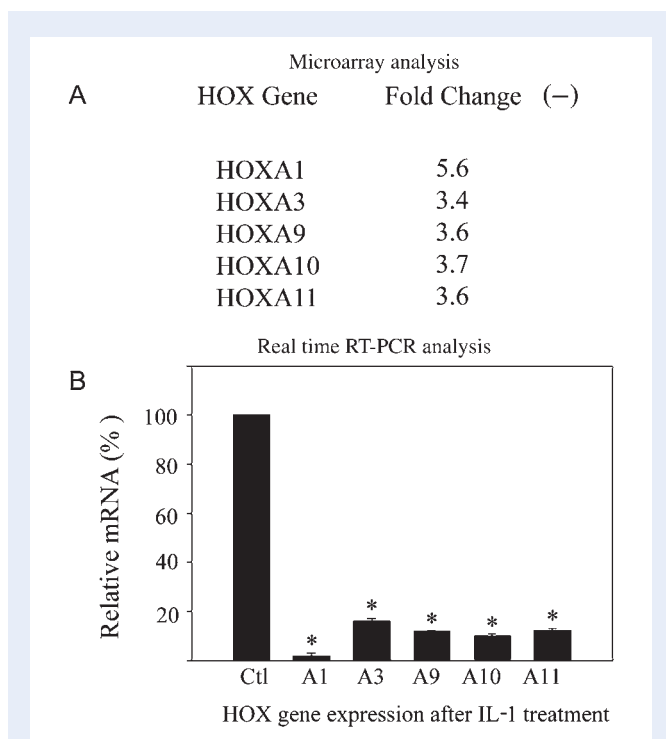 Microarray analysis
A HOX Gene Fold Change (−)
HOXA1 5.6
HOXA3 3.4
HOXA9 3.6
HOXA10 3.7
HOXA11 3.6
Real time RT-PCR analysis
B
Relative mRNA (%)
100
80
60
40
20
* * * * *
Ctl A1 A3 A9 A10 A11
HOX gene expression after IL-1 treatment